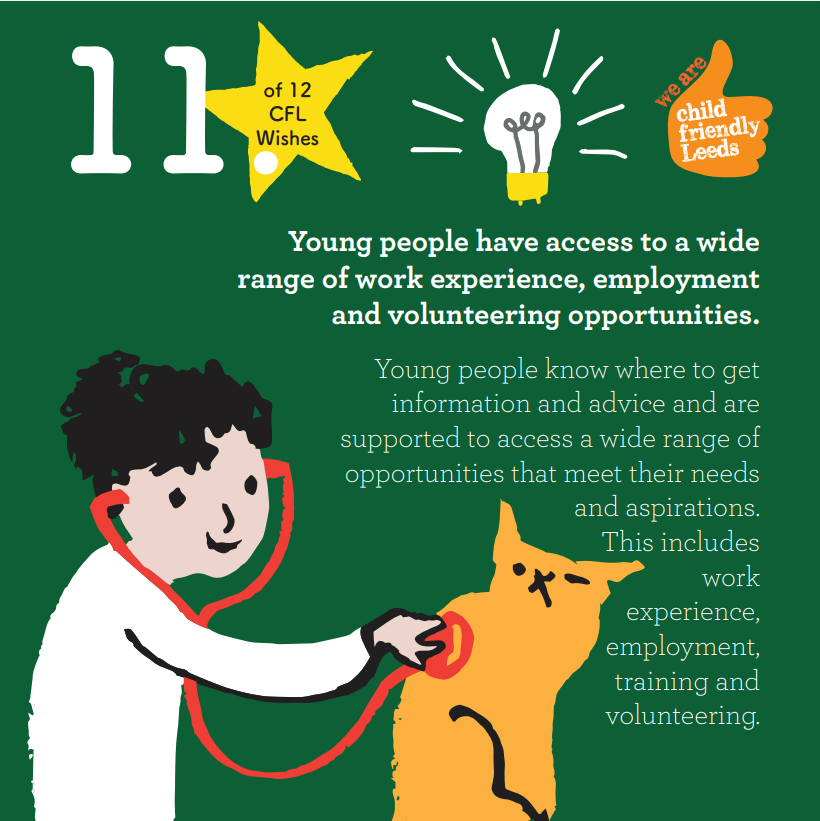 11.
of 12
CFL
Wishes
we are
child
friendly
Leeds
Young people have access to a wide
range of work experience, employment
and volunteering opportunities.
Young people know where to get
information and advice and are
supported to access a wide range of
opportunities that meet their needs
and aspirations.
This includes
work
experience,
employment,
training and
volunteering.